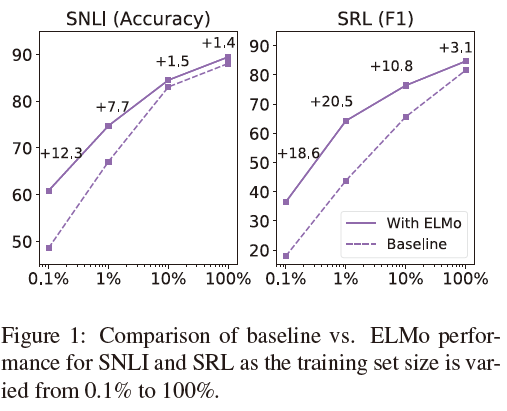 SNLI (Accuracy)
90
80
70
60
50
+12.3
+7.7
+1.5
+1.4
0.1% 1% 10% 100%
SRL (F1)
90
80
70
60
50
40
30
20
+18.6
+20.5
+10.8
+3.1
With ELMo
Baseline
0.1% 1% 10% 100%
Figure 1: Comparison of baseline vs. ELMo perfor-
mance for SNLI and SRL as the training set size is var-
ied from 0.1% to 100%.